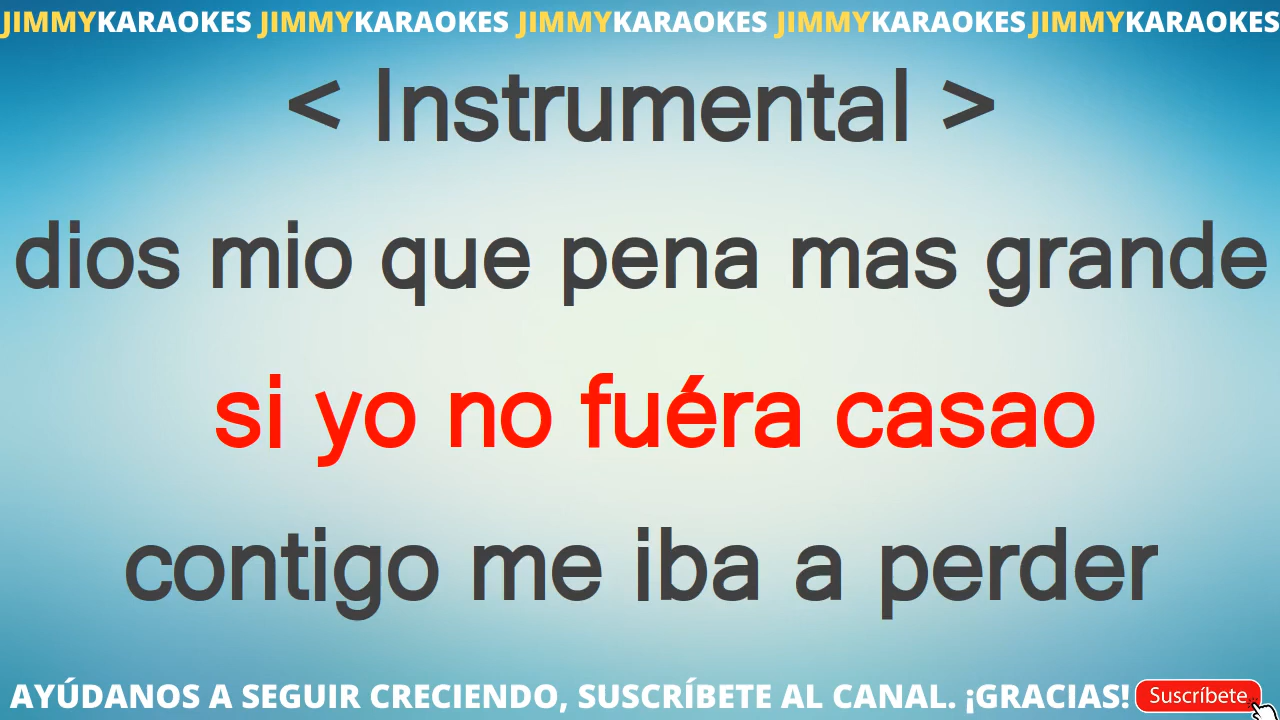 JIMMYKARAOKES JIMMYKARAOKES JIMMYKARAOKES JIMMYKARAOKES JIMMYKARAOKES
< Instrumental >
dios mio que pena mas grande
si yo no fuéra casao
contigo me iba a perder
AYÚDANOS A SEGUIR CRECIENDO, SUSCRÍBETE AL CANAL. ¡GRACIAS! Suscríbete